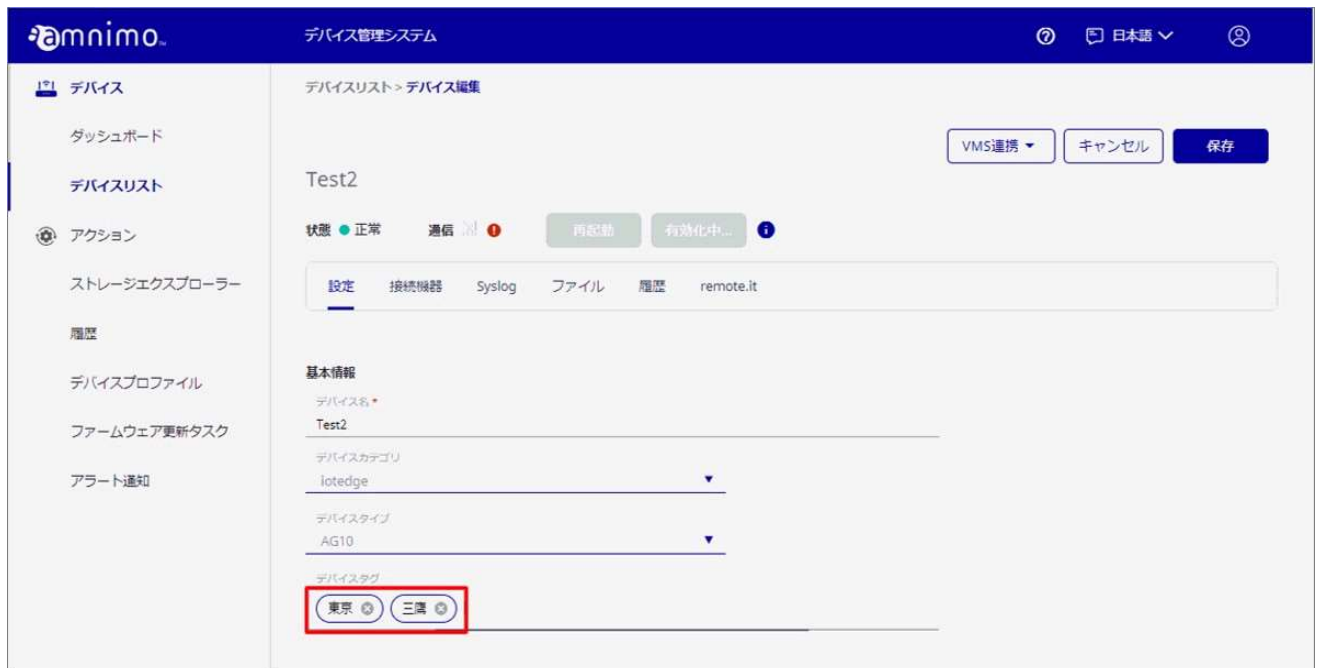 amnimo
デバイス管理システム
日本語
デバイス
ダッシュボード
デバイスリスト
アクション
ストレージエクスプローラー
履歴
デバイスプロファイル
ファームウェア更新タスク
アラート通知
デバイスリスト > デバイス編集
VMS連携
キャンセル
保存
Test2
状態 正常 通信 再起動 有効化中...
設定 接続機器 Syslog ファイル 履歴 remote.it
基本情報
デバイス名 *
Test2
デバイスカテゴリ
iotedge
デバイスタイプ
AG10
デバイスタグ
東京 三鷹